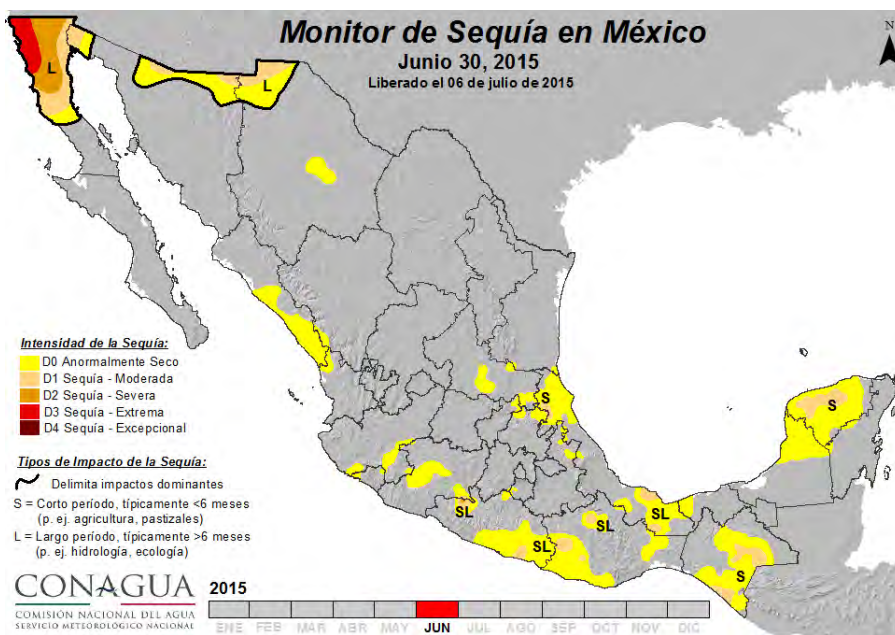 Monitor de Sequía en México
Junio 30, 2015
Liberado el 06 de julio de 2015
L
L
Intensidad de la Sequía:
D0 Anormalmente Seco
D1 Sequía - Moderada
D2 Sequía - Severa
D3 Sequía - Extrema
D4 Sequía - Excepcional
Tipos de Impacto de la Sequía:
Delimita impactos dominantes
S = Corto período, típicamente <6 meses
(p. ej. agricultura, pastizales)
L = Largo período, típicamente >6 meses
(p. ej. hidrología, ecología)
S
S
SL
SL
SL
SL
S
N
CONAGUA
COMISIÓN NACIONAL DEL AGUA
SERVICIO METEOROLÓGICO NACIONAL
2015
ENE FEB MAR ABR MAY JUN JUL AGO SEP OCT NOV DIC